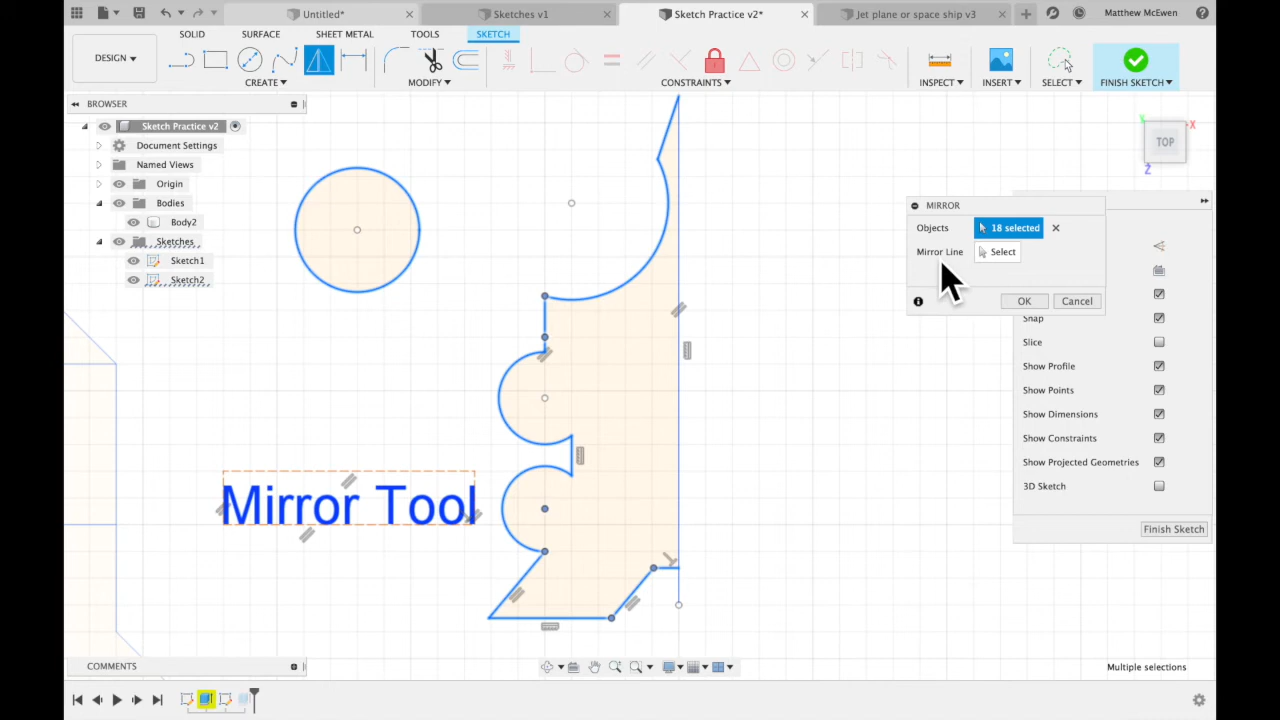 Untitled*
Sketches v1
Sketch Practice v2*
Jet plane or space ship v3
Matthew McEwen
DESIGN
SOLID
SURFACE
SHEET METAL
TOOLS
SKETCH
CREATE
MODIFY
CONSTRAINTS
INSPECT
INSERT
SELECT
FINISH SKETCH
BROWSER
Sketch Practice v2
Document Settings
Named Views
Origin
Bodies
Body2
Sketches
Sketch1
Sketch2
Y
X
TOP
Z
MIRROR
Objects
18 selected
Mirror Line
Select
OK
Cancel
Snap
Slice
Show Profile
Show Points
Show Dimensions
Show Constraints
Show Projected Geometries
3D Sketch
Finish Sketch
Mirror Tool
COMMENTS
Multiple selections